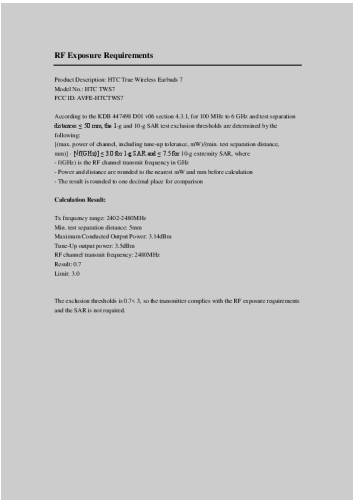 RF Exposure Requirements
Product Description: HTC True Wireless Earbuds 7
Model No.: HTC TWS7
FCC ID: AVFE-HTCTWS7
According to the KDB 447498 D01 v06 section 4.3.1, for 100 MHz to 6 GHz and test separation
distances ≤ 50 mm, the 1-g and 10-g SAR test exclusion thresholds are determined by the
following:
[(max. power of channel, including tune-up tolerance, mW)/(min. test separation distance,
mm)] · [√f(GHz)] ≤ 3.0 for 1-g SAR and ≤ 7.5 for 10-g extremity SAR, where
- f(GHz) is the RF channel transmit frequency in GHz
- Power and distance are rounded to the nearest mW and mm before calculation
- The result is rounded to one decimal place for comparison
Calculation Result:
Tx frequency range: 2402-2480MHz
Min. test separation distance: 5mm
Maximum Conducted Output Power: 3.14dBm
Tune-Up output power: 3.5dBm
RF channel transmit frequency: 2480MHz
Result: 0.7
Limit: 3.0
The exclusion thresholds is 0.7< 3, so the transmitter complies with the RF exposure requirements
and the SAR is not required.